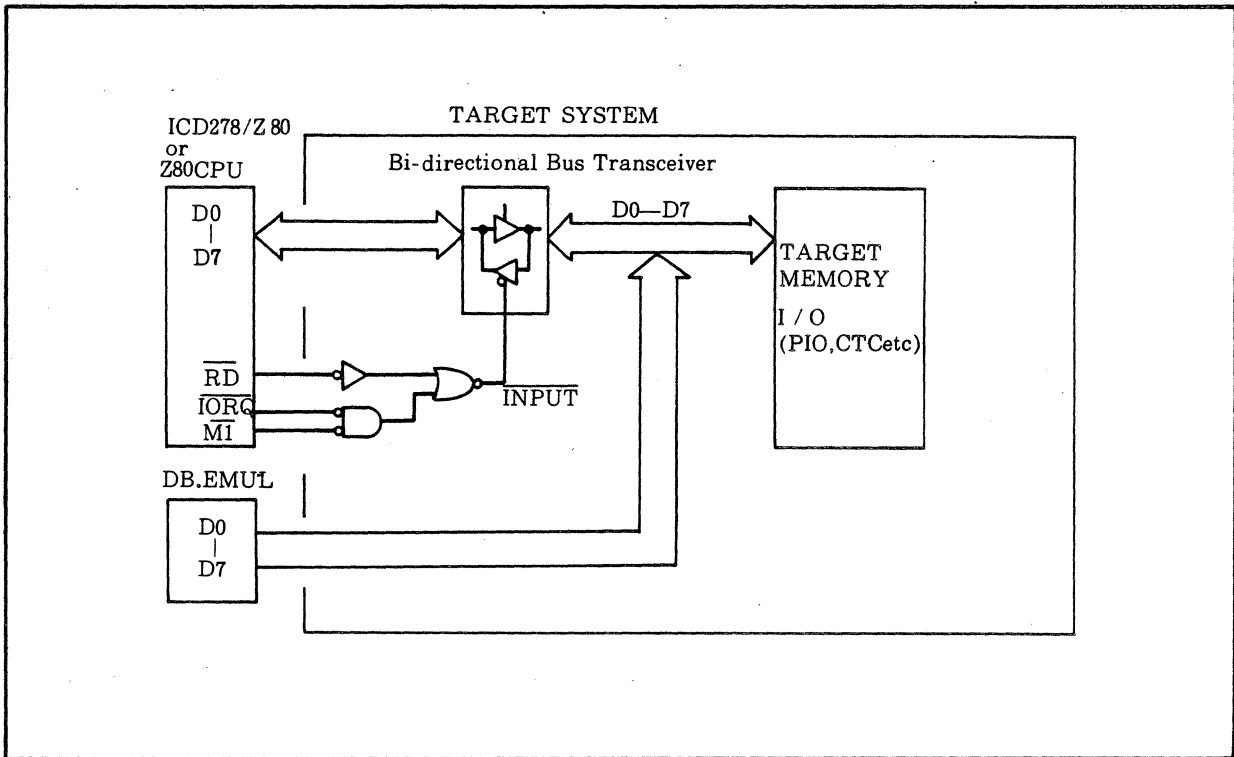 TARGET SYSTEM
ICD278/Z80
or
Z80CPU
Bi-directional Bus Transceiver
D0
|
D7
D0—D7
TARGET
MEMORY
I/O
(PIO,CTCetc)
RD
IORQ
M1
INPUT
DB.EMUL
D0
|
D7